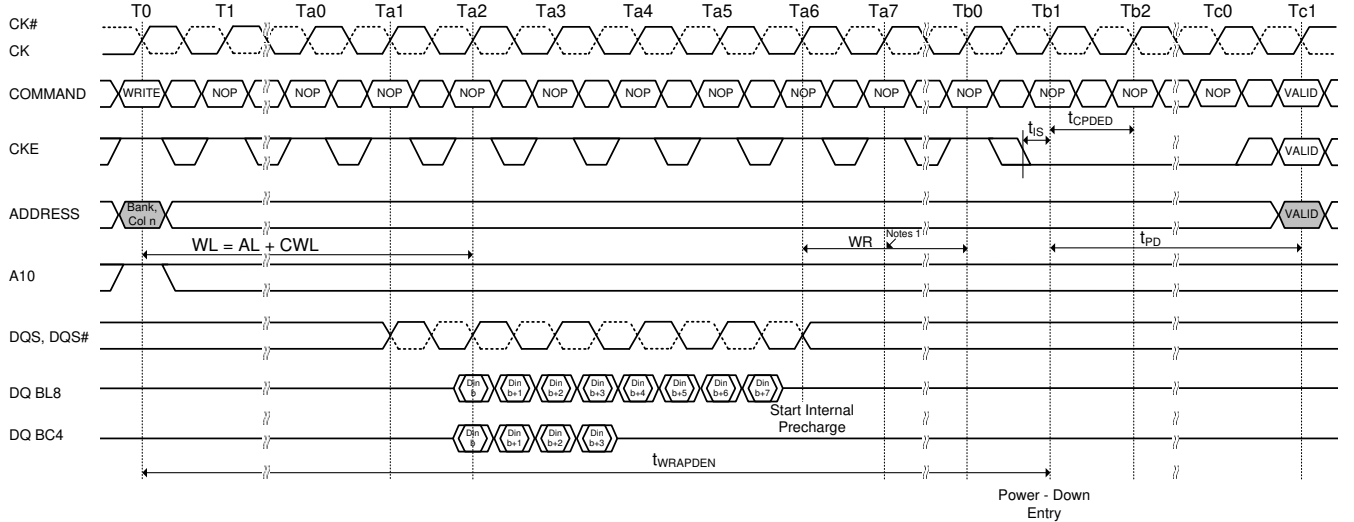 T0 T1 Ta0 Ta1 Ta2 Ta3 Ta4 Ta5 Ta6 Ta7 Tb0 Tb1 Tb2 Tc0 Tc1
CK#
CK
COMMAND WRITE NOP NOP NOP NOP NOP NOP NOP NOP NOP NOP NOP NOP NOP VALID
tIS tCPDED
CKE VALID
ADDRESS Bank, Col n VALID
WL = AL + CWL WR Notes 1 tPD
A10
DQS, DQS#
DQ BL8 Din b Din b+1 Din b+2 Din b+3 Din b+4 Din b+5 Din b+6 Din b+7
Start Internal
Precharge
DQ BC4 Din b Din b+1 Din b+2 Din b+3
tWRAPDEN
Power - Down
Entry